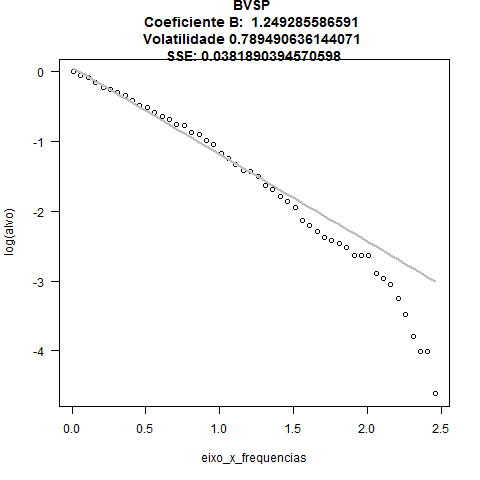 BVSP
Coeficiente B:  1.249285586591
Volatilidade 0.789490636144071
SSE: 0.0381890394570598
log(alvo)
0
-1
-2
-3
-4
0.0 0.5 1.0 1.5 2.0 2.5
eixo_x_frequencias